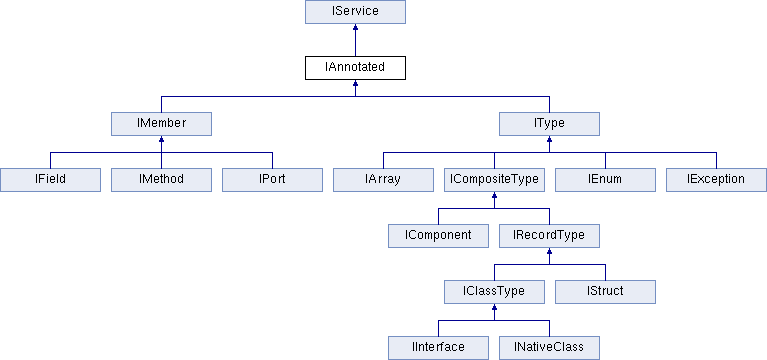 IService
IAnnotated
IMember
IType
IField
IMethod
IPort
IArray
ICompositeType
IEnum
IException
IComponent
IRecordType
IClassType
IStruct
IInterface
INativeClass